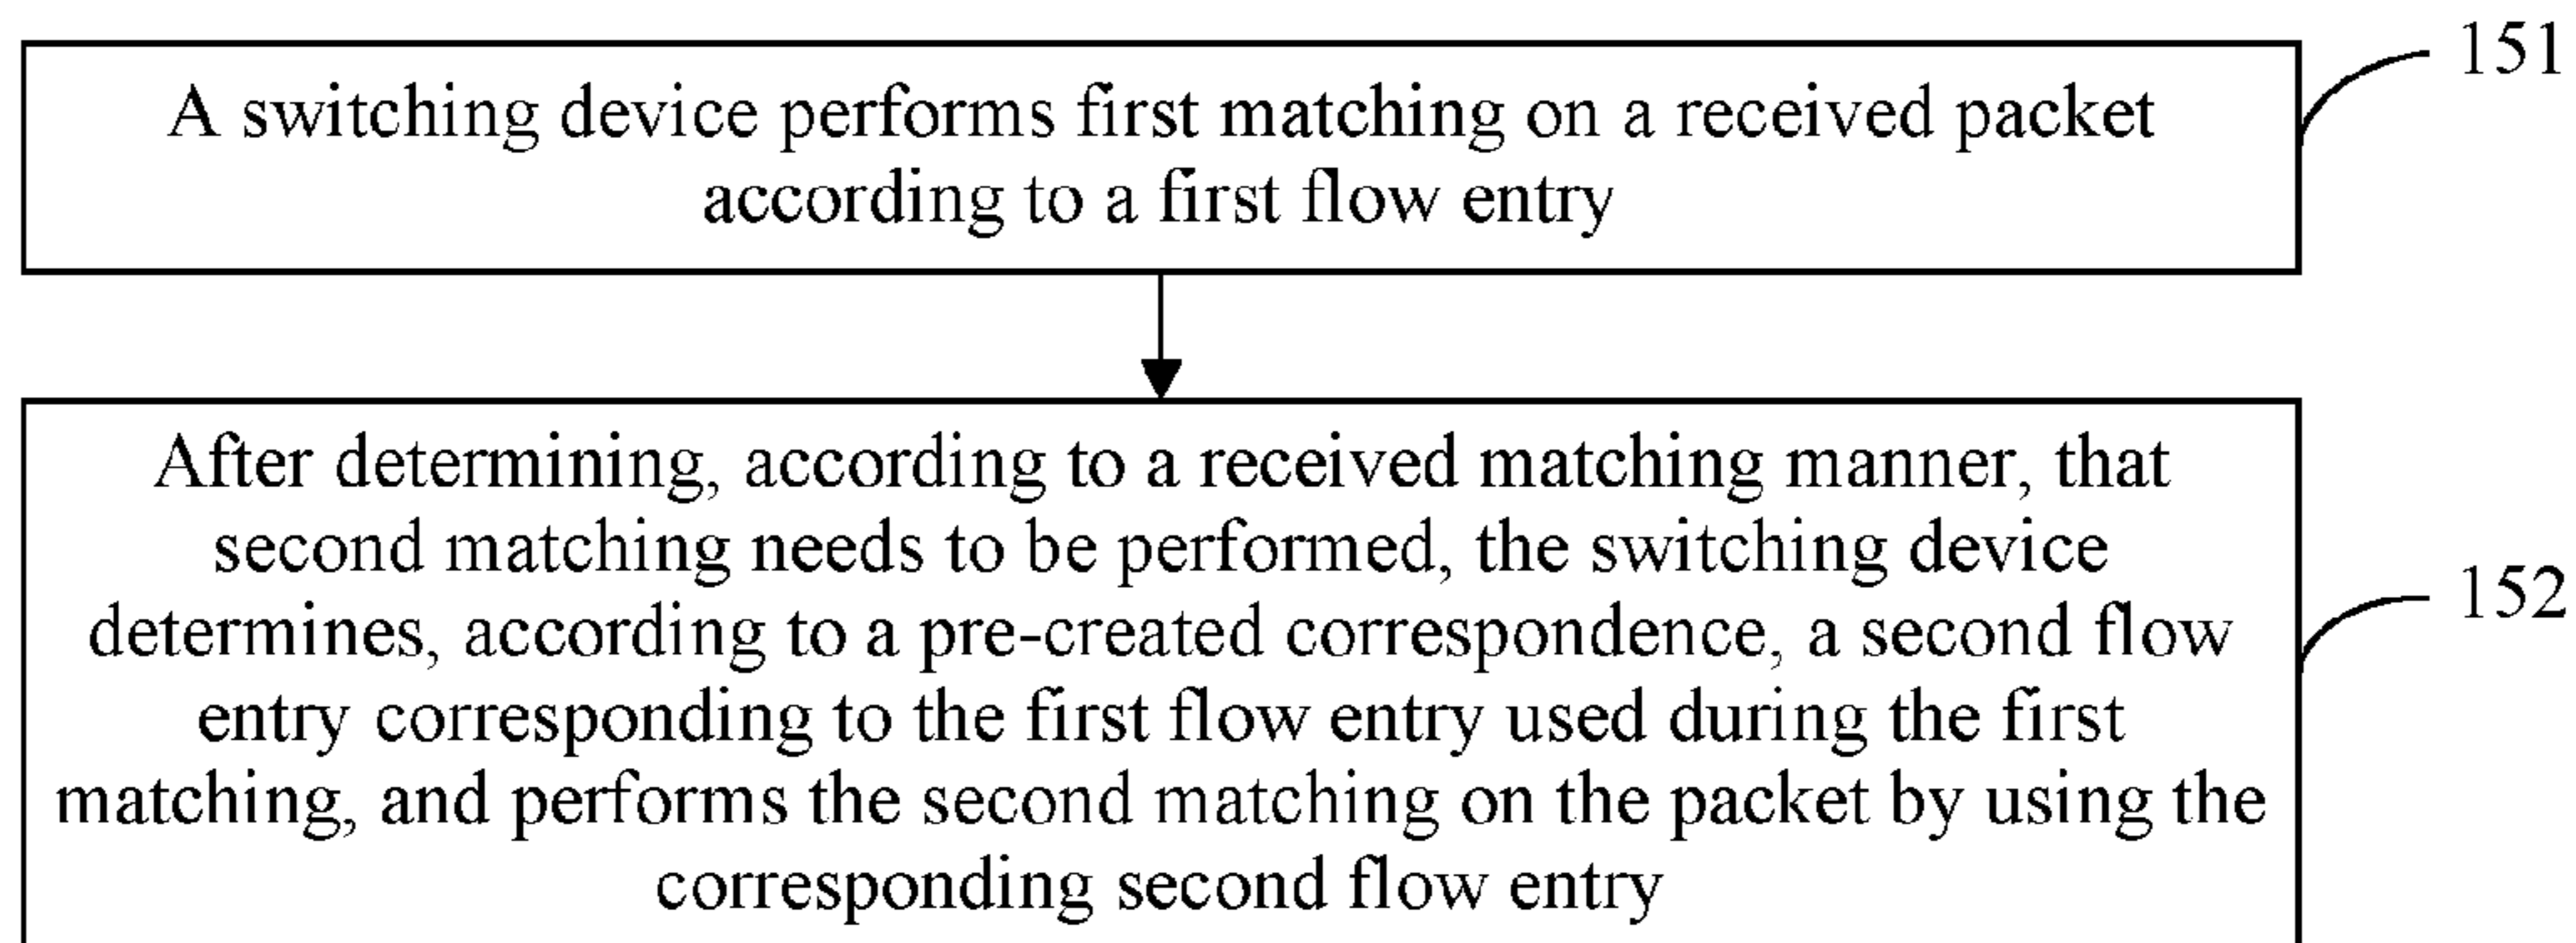 151
A switching device performs first matching on a received packet
according to a first flow entry
After determining, according to a received matching manner, that
second matching needs to be performed, the switching device
determines, according to a pre-created correspondence, a second flow
152
entry corresponding to the first flow entry used during the first
matching, and performs the second matching on the packet by using the
corresponding second flow entry